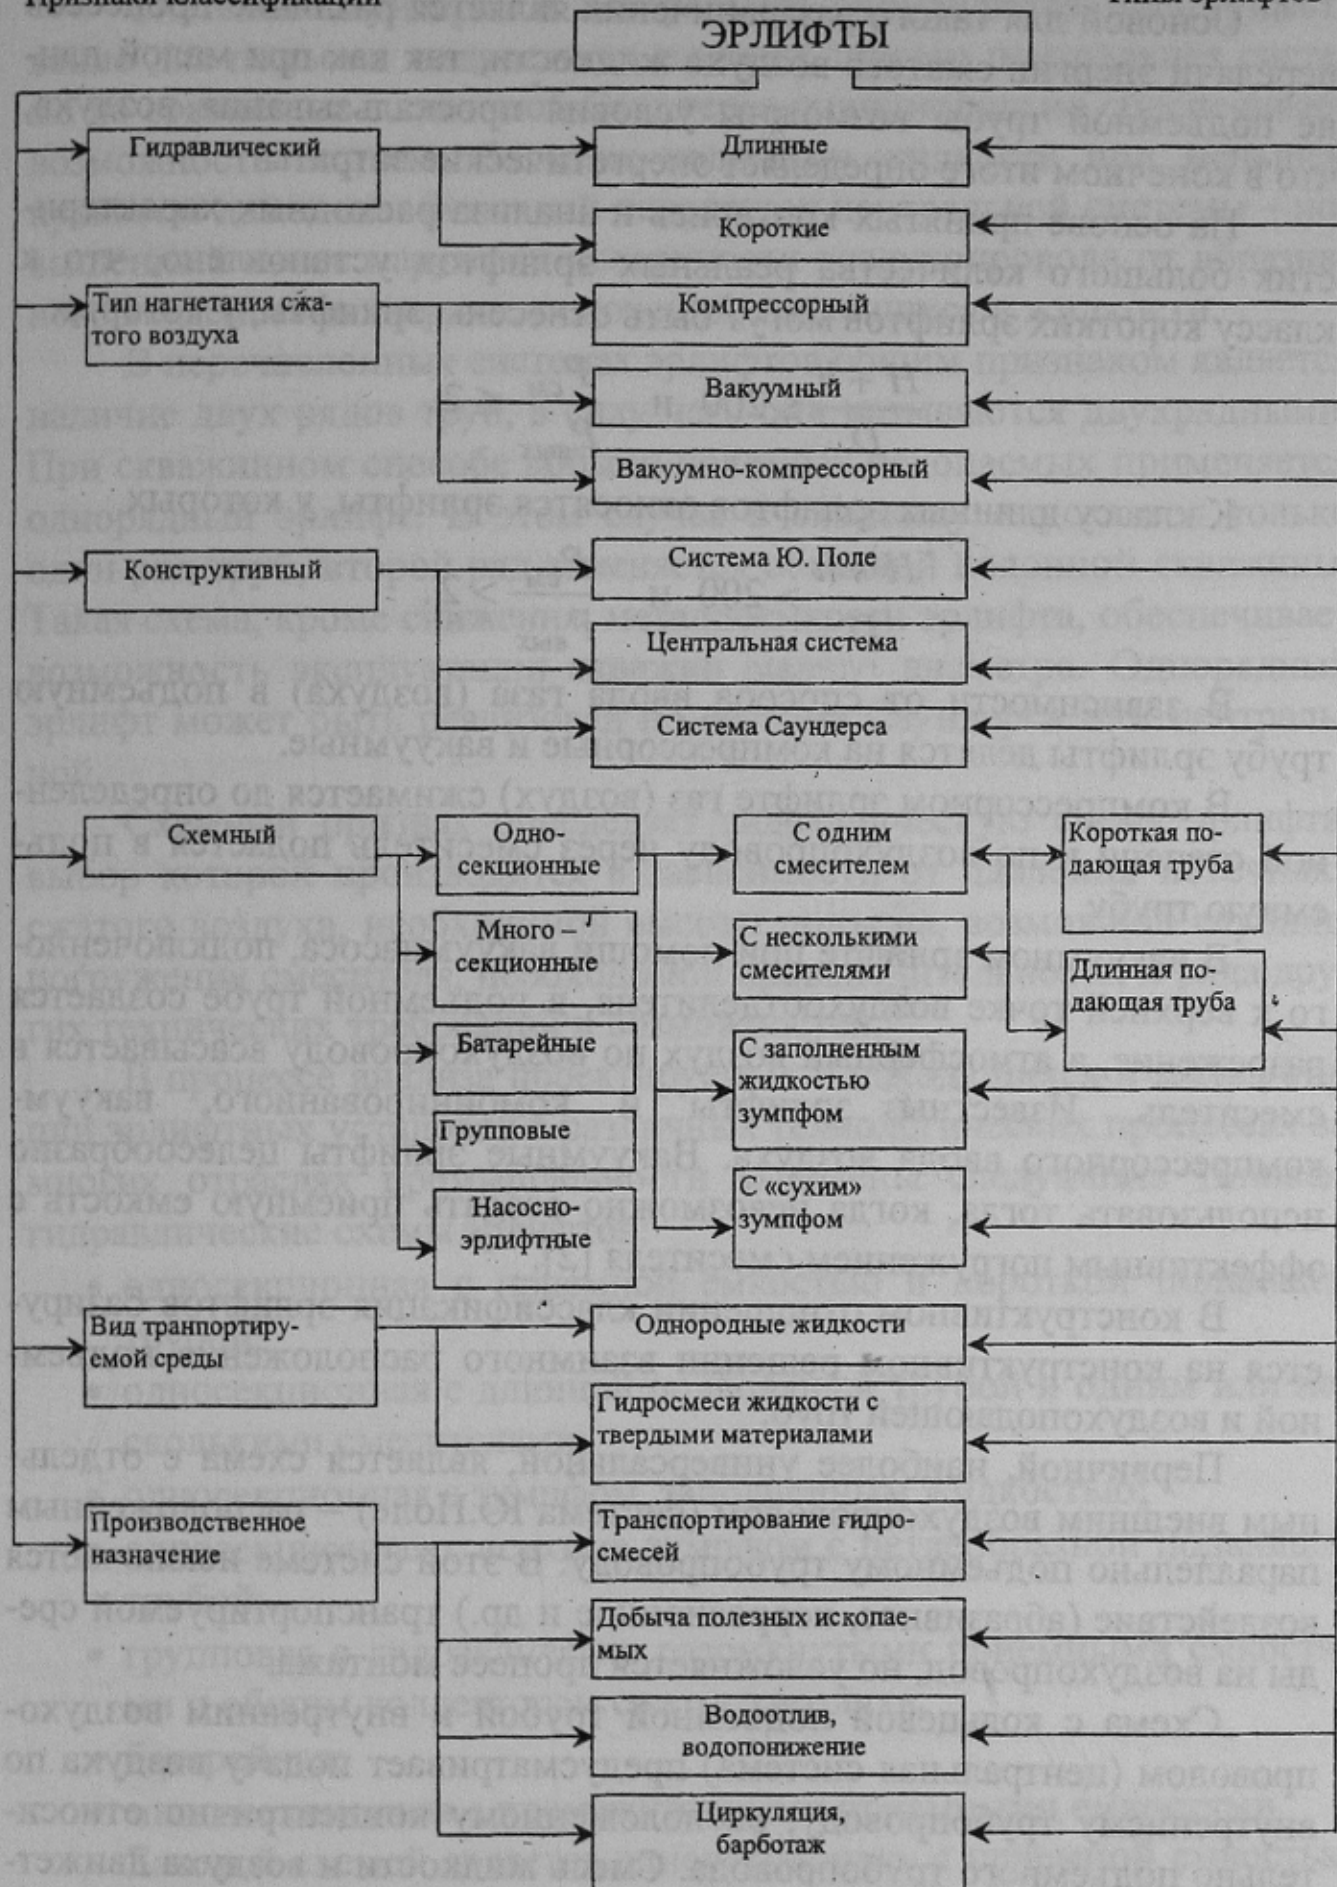 Признаки классификации
ЭРЛИФТЫ
Гидравлический
Длинные
Короткие
Тип нагнетания сжа-
того воздуха
Компрессорный
Вакуумный
Вакуумно-компрессорный
Конструктивный
Система Ю. Поле
Центральная система
Система Саундерса
Схемный
Одно-
секционные
С одним
смесителем
Короткая по-
дающая труба
Много –
секционные
С несколькими
смесителями
Длинная по-
дающая труба
Батарейные
С заполненным
жидкостью
зумпфом
Групповые
С «сухим»
зумпфом
Насосно-
эрлифтные
Вид транпортиру-
емой среды
Однородные жидкости
Гидросмеси жидкости с
твердыми материалами
Производственное
назначение
Транспортирование гидро-
смесей
Добыча полезных ископае-
мых
Водоотлив,
водопонижение
Циркуляция,
барботаж